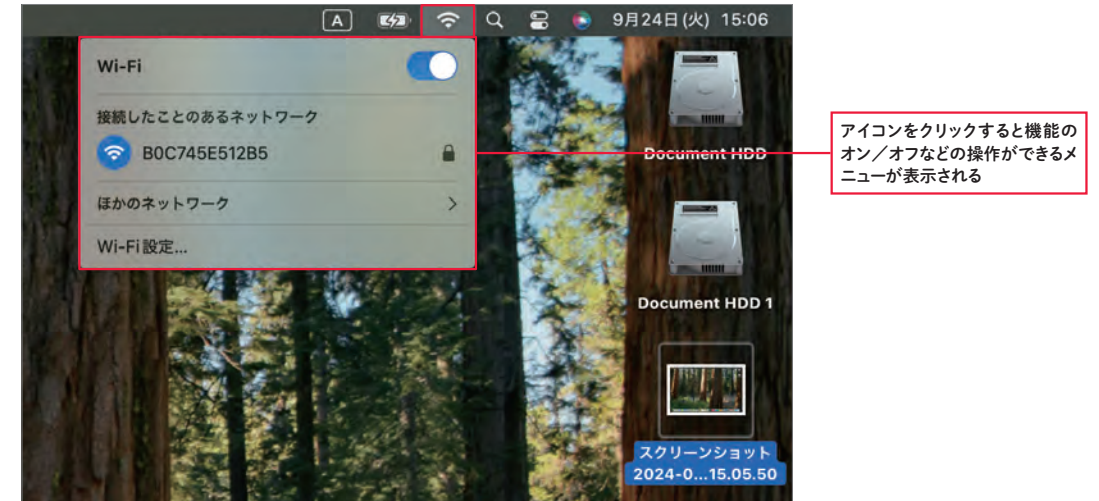 A 9月24日(火) 15:06
Wi-Fi
接続したことのあるネットワーク
B0C745E512B5
ほかのネットワーク
Wi-Fi設定...
Document HDD
Document HDD 1
スクリーンショット
2024-0...15.05.50
アイコンをクリックすると機能の
オン／オフなどの操作ができるメ
ニューが表示される